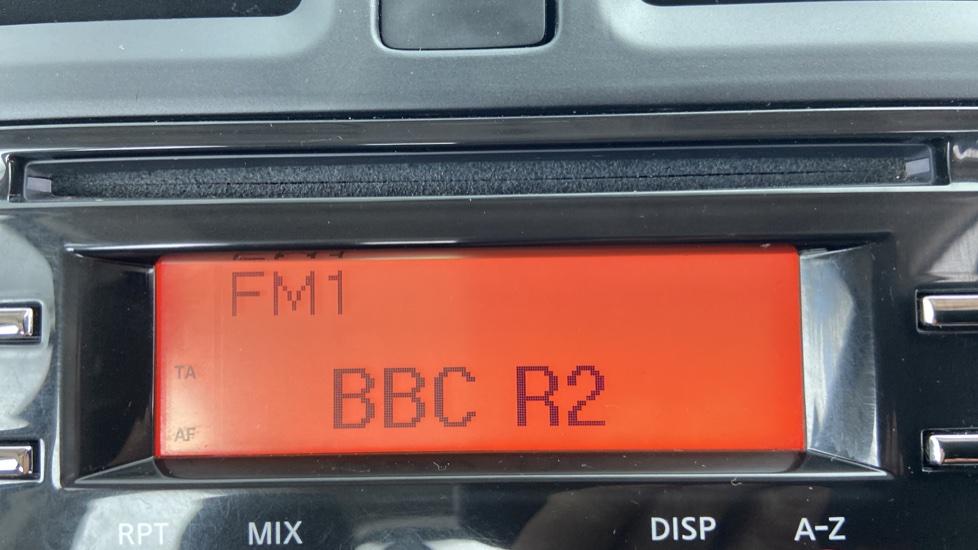 FM1
TA
BBC R2
AF
RPT MIX DISP A-Z